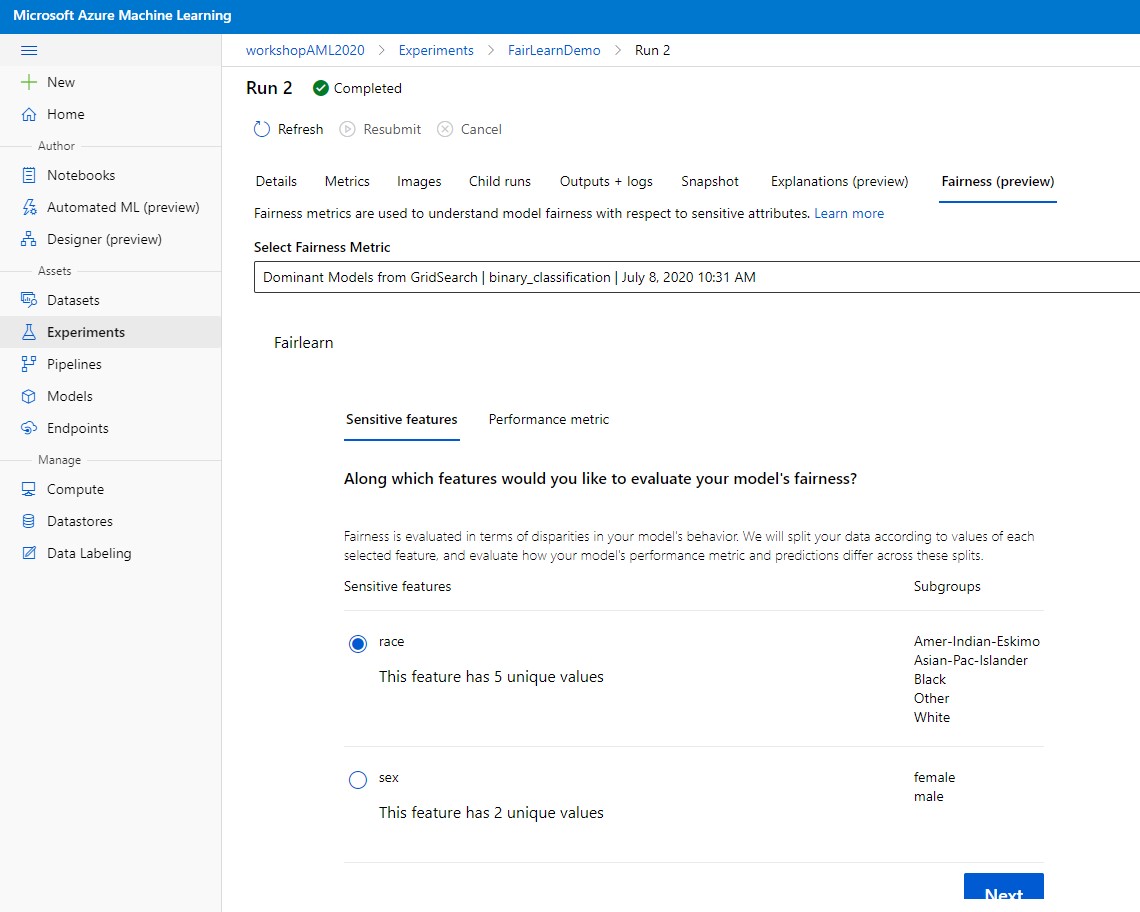 Microsoft Azure Machine Learning
New
Home
Author
Notebooks
Automated ML (preview)
Designer (preview)
Assets
Datasets
Experiments
Pipelines
Models
Endpoints
Manage
Compute
Datastores
Data Labeling
workshopAML2020 > Experiments > FairLearnDemo > Run 2
Run 2 Completed
Refresh Resubmit Cancel
Details Metrics Images Child runs Outputs + logs Snapshot Explanations (preview) Fairness (preview)
Fairness metrics are used to understand model fairness with respect to sensitive attributes. Learn more
Select Fairness Metric
Dominant Models from GridSearch | binary_classification | July 8, 2020 10:31 AM
Fairlearn
Sensitive features Performance metric
Along which features would you like to evaluate your model's fairness?
Fairness is evaluated in terms of disparities in your model's behavior. We will split your data according to values of each
selected feature, and evaluate how your model's performance metric and predictions differ across these splits.
Sensitive features Subgroups
race
This feature has 5 unique values
Amer-Indian-Eskimo
Asian-Pac-Islander
Black
Other
White
sex
This feature has 2 unique values
female
male
Next